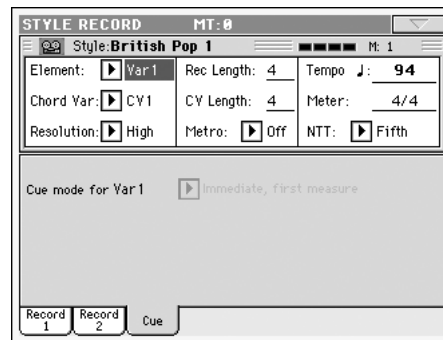 STYLE RECORD MT:0
Style:British Pop 1 M: 1
Element: Var1 Rec Length: 4 Tempo ♩: 94
Chord Var: CV1 CV Length: 4 Meter: 4/4
Resolution: High Metro: Off NTT: Fifth
Cue mode for Var1 Immediate, first measure
Record 1 Record 2 Cue